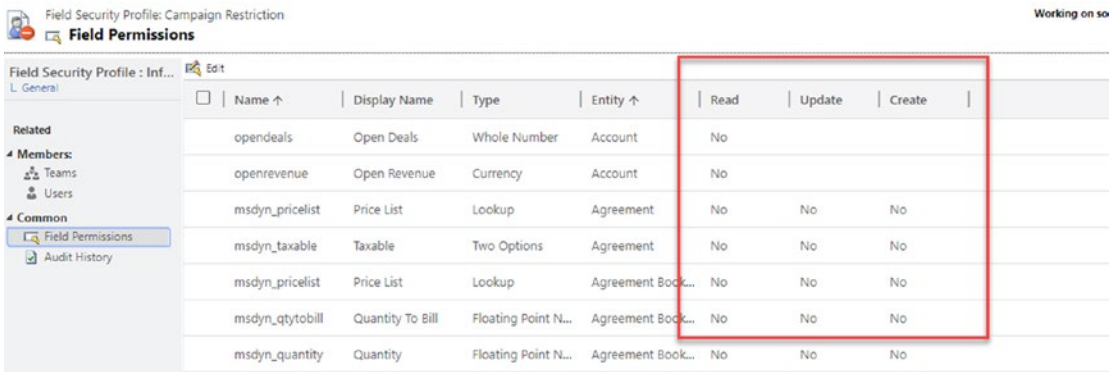 Field Security Profile: Campaign Restriction
Working on so
Field Permissions
Field Security Profile : Inf...
General
Edit
Name ↑ Display Name Type Entity ↑ Read Update Create
Related
Members:
Teams
Users
Common
Field Permissions
Audit History
opendeals Open Deals Whole Number Account No
openrevenue Open Revenue Currency Account No
msdyn_pricelist Price List Lookup Agreement No No No
msdyn_taxable Taxable Two Options Agreement No No No
msdyn_pricelist Price List Lookup Agreement Book... No No No
msdyn_qtytobill Quantity To Bill Floating Point N... Agreement Book... No No No
msdyn_quantity Quantity Floating Point N... Agreement Book... No No No